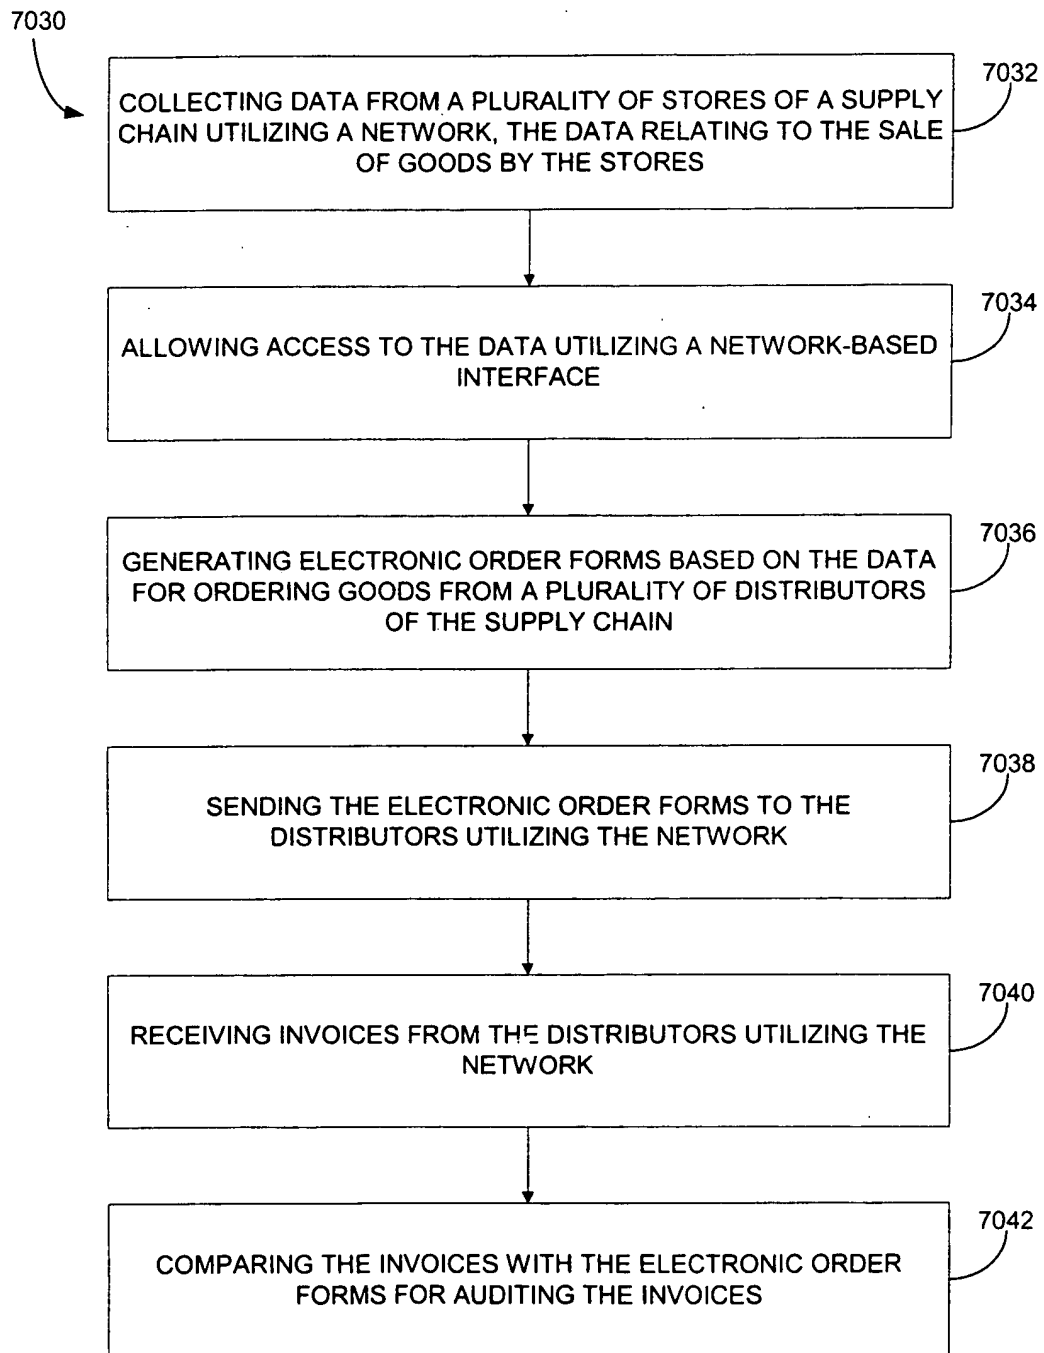 7030
7032
COLLECTING DATA FROM A PLURALITY OF STORES OF A SUPPLY
CHAIN UTILIZING A NETWORK, THE DATA RELATING TO THE SALE
OF GOODS BY THE STORES
7034
ALLOWING ACCESS TO THE DATA UTILIZING A NETWORK-BASED
INTERFACE
7036
GENERATING ELECTRONIC ORDER FORMS BASED ON THE DATA
FOR ORDERING GOODS FROM A PLURALITY OF DISTRIBUTORS
OF THE SUPPLY CHAIN
7038
SENDING THE ELECTRONIC ORDER FORMS TO THE
DISTRIBUTORS UTILIZING THE NETWORK
7040
RECEIVING INVOICES FROM THE DISTRIBUTORS UTILIZING THE
NETWORK
7042
COMPARING THE INVOICES WITH THE ELECTRONIC ORDER
FORMS FOR AUDITING THE INVOICES